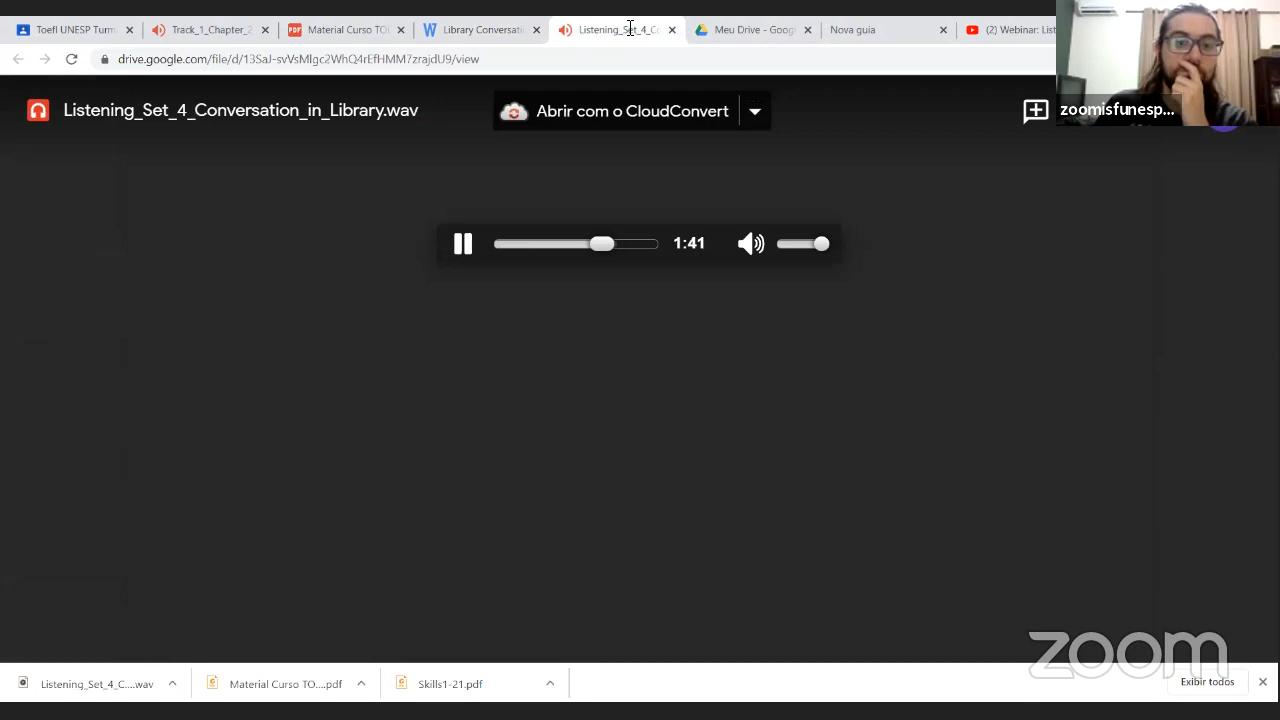 Toefl UNESP Turm
Track_1_Chapter_2
PDF
Material Curso TO
Library Conversati
Listening_Set_4_Co
Meu Drive - Goog
Nova guia
(2) Webinar: List
drive.google.com/file/d/13SaJ-svVsMlgc2WhQ4rEfHMM7zrajdU9/view
Listening_Set_4_Conversation_in_Library.wav
Abrir com o CloudConvert
zoomisfunesp...
1:41
zoom
Listening_Set_4_C....wav
Material Curso TO....pdf
Skills1-21.pdf
Exibir todos